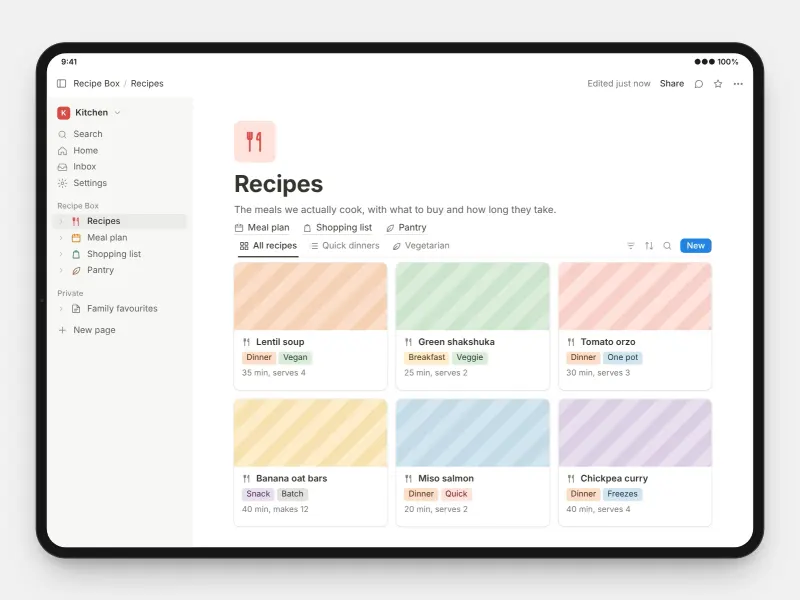 9:41
100%
Recipe Box / Recipes
Edited just now Share
K Kitchen
Search
Home
Inbox
Settings
Recipe Box
Recipes
Meal plan
Shopping list
Pantry
Private
Family favourites
New page
Recipes
The meals we actually cook, with what to buy and how long they take.
Meal plan Shopping list Pantry
All recipes Quick dinners Vegetarian New
Lentil soup
Dinner Vegan
35 min, serves 4
Green shakshuka
Breakfast Veggie
25 min, serves 2
Tomato orzo
Dinner One pot
30 min, serves 3
Banana oat bars
Snack Batch
40 min, makes 12
Miso salmon
Dinner Quick
20 min, serves 2
Chickpea curry
Dinner Freezes
40 min, serves 4